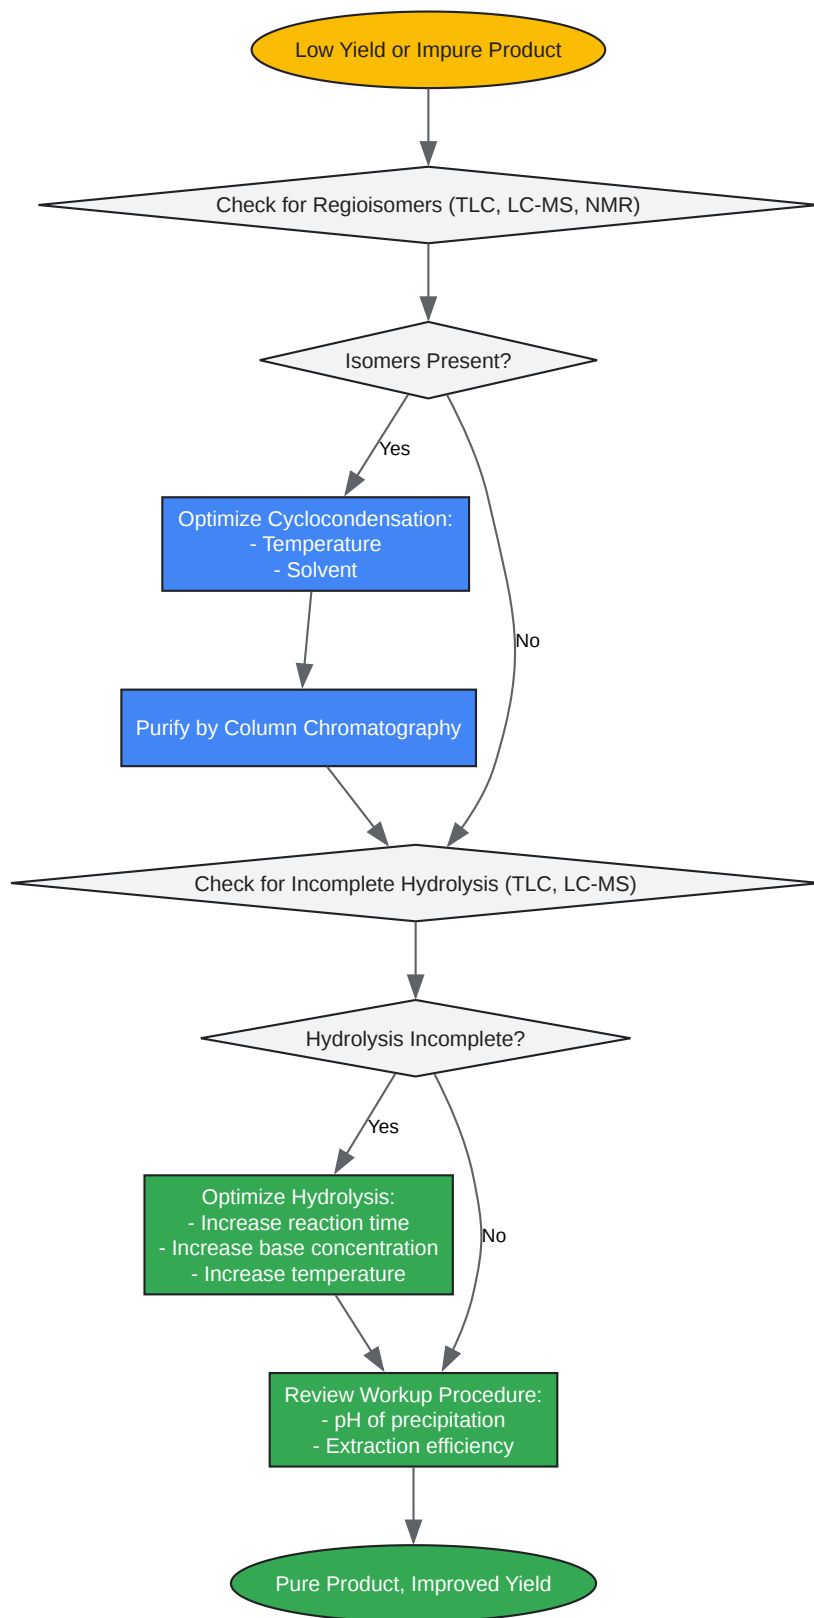 Low Yield or Impure Product
Check for Regioisomers (TLC, LC-MS, NMR)
Isomers Present?
Yes
Optimize Cyclocondensation:
- Temperature
- Solvent
No
Purify by Column Chromatography
Check for Incomplete Hydrolysis (TLC, LC-MS)
Hydrolysis Incomplete?
Yes
Optimize Hydrolysis:
- Increase reaction time
- Increase base concentration
- Increase temperature
No
Review Workup Procedure:
- pH of precipitation
- Extraction efficiency
Pure Product, Improved Yield